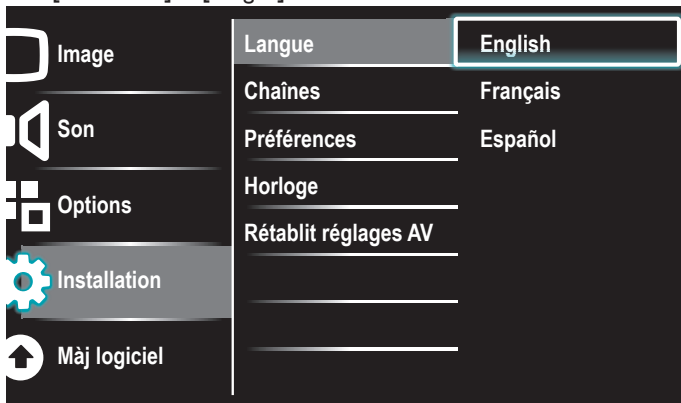 Image
Son
Options
Installation
Màj logiciel
Langue
Chaînes
Préférences
Horloge
Rétablit réglages AV
English
Français
Español